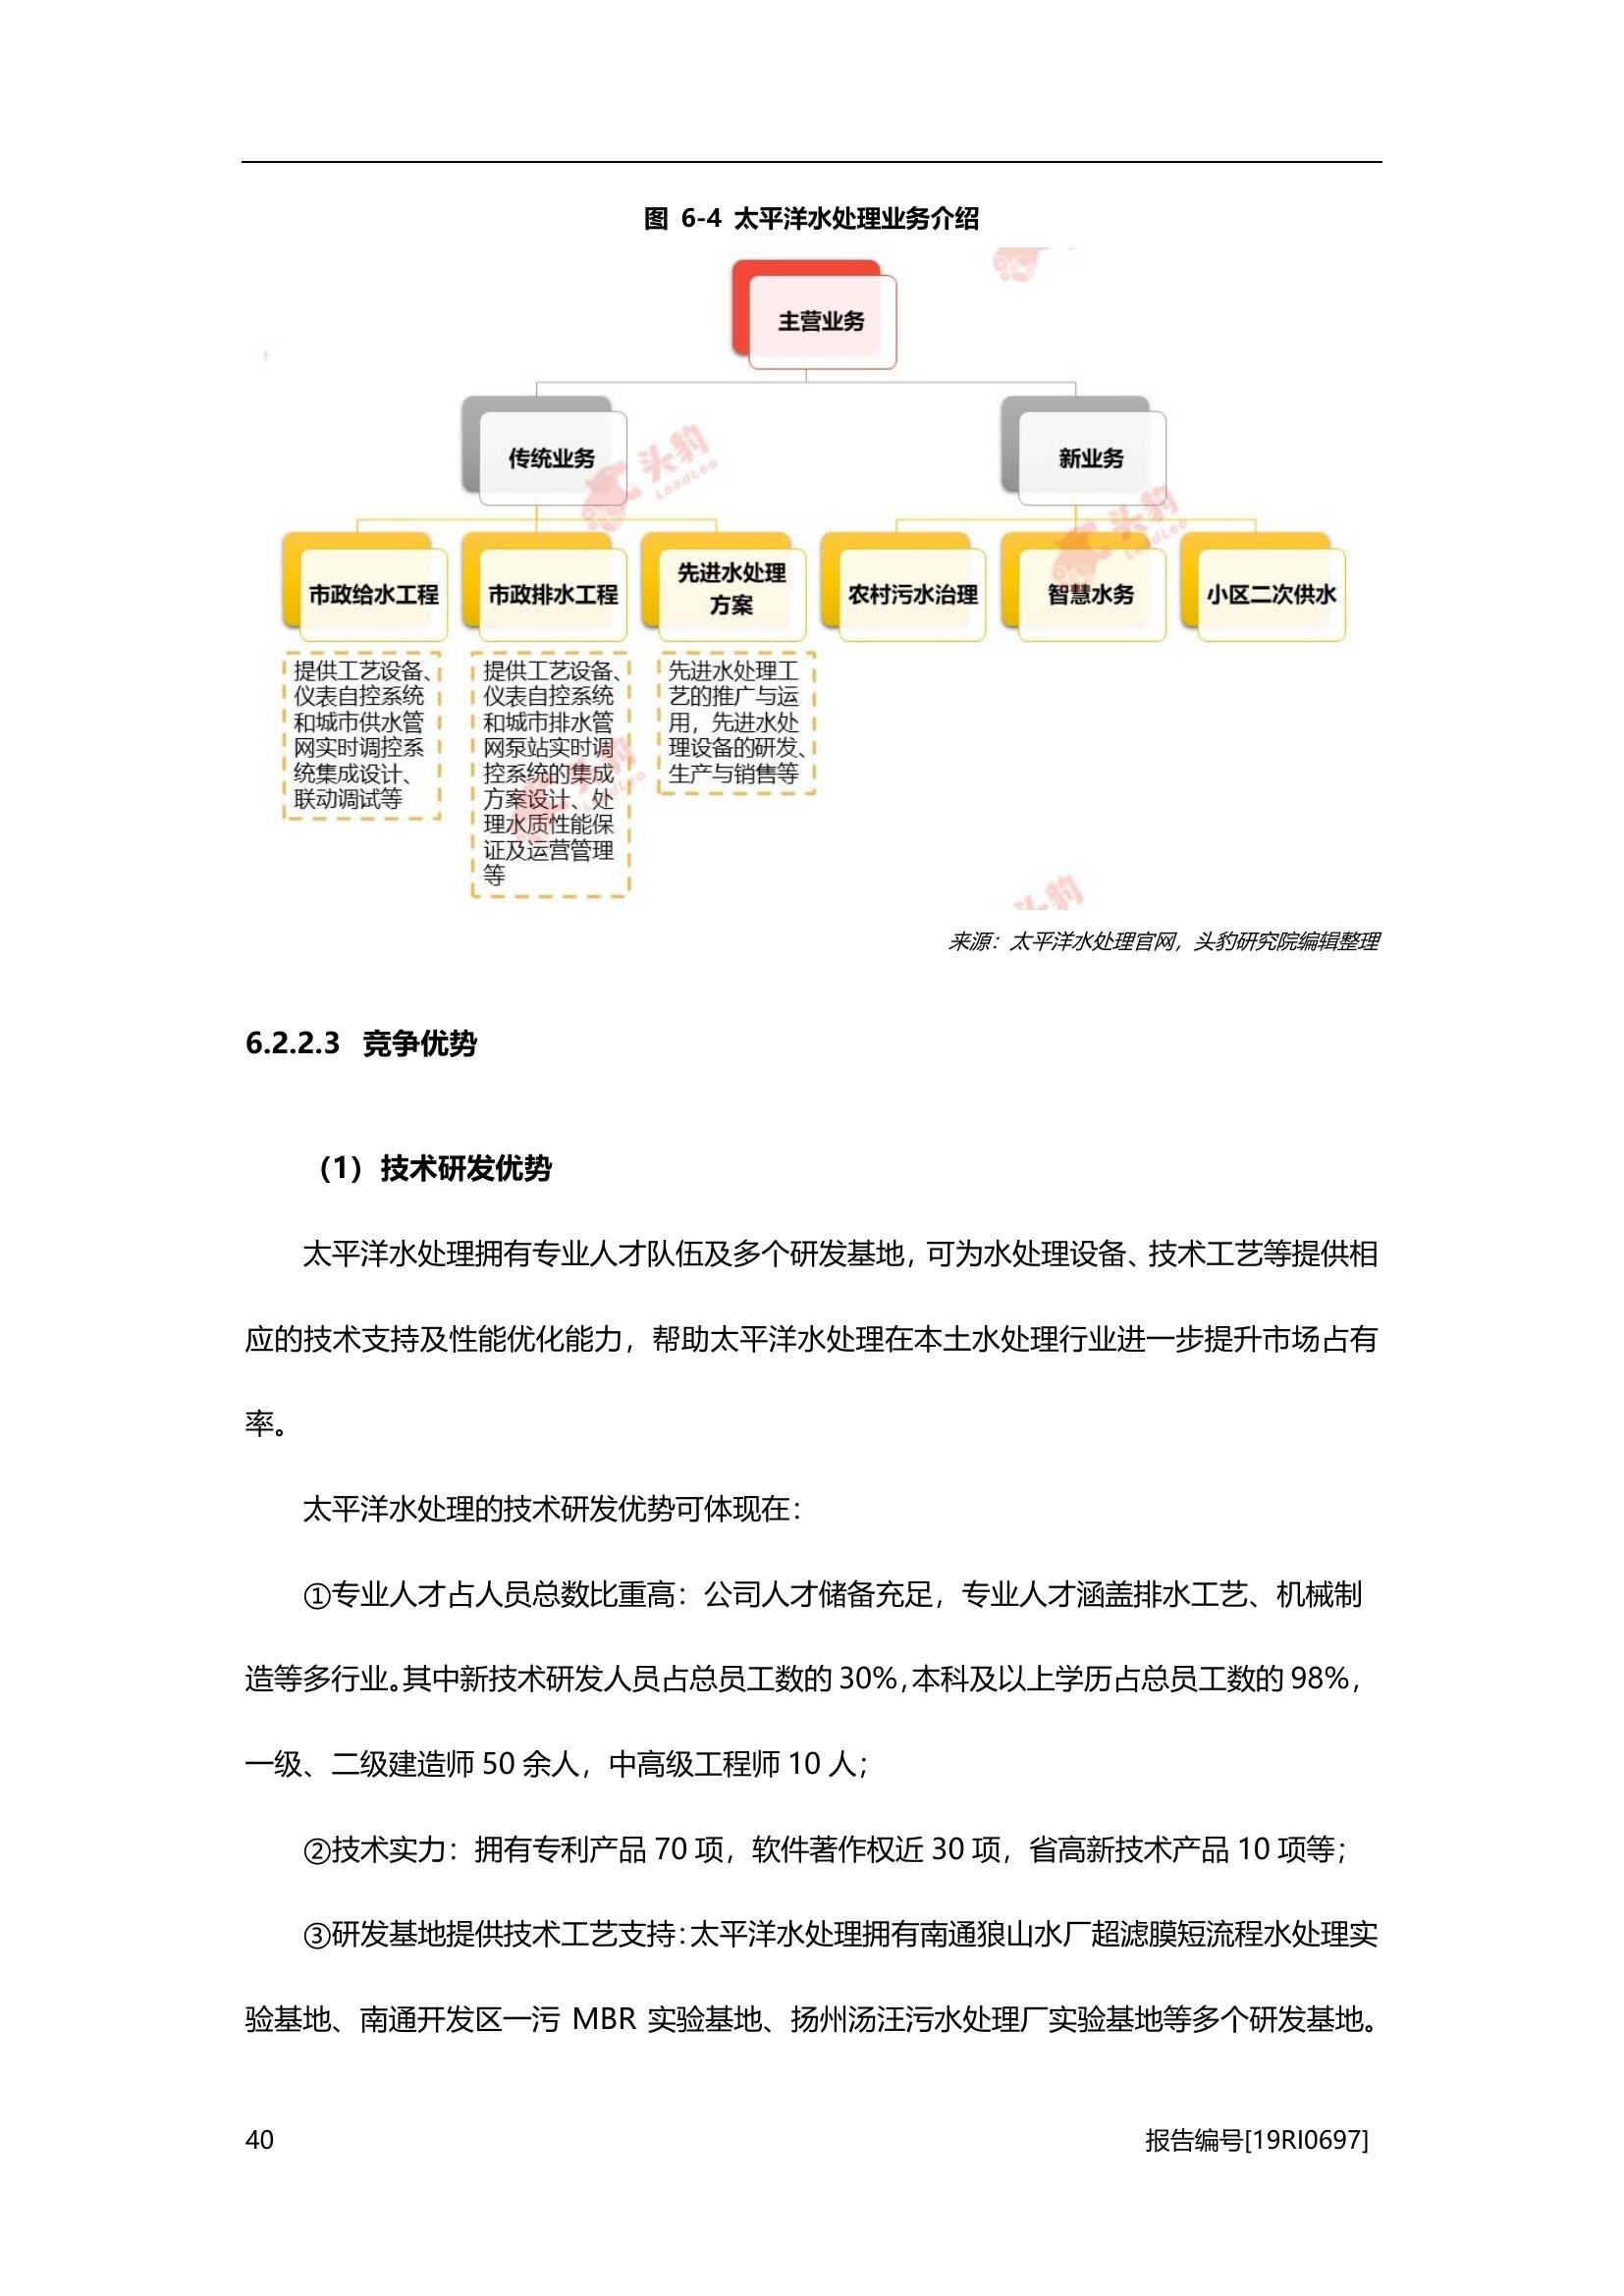 图 6-4 太平洋水处理业务介绍
主营业务
传统业务
新业务
市政给水工程
市政排水工程
先进水处理
方案
农村污水治理
智慧水务
小区二次供水
提供工艺设备、
仪表自控系统
和城市供水管
网实时调控系
统集成设计、
联动调试等
提供工艺设备、
仪表自控系统
和城市排水管
网泵站实时调
控系统的集成
方案设计、处
理水质性能保
证及运营管理
等
先进水处理工
艺的推广与运
用，先进水处
理设备的研发、
生产与销售等
头豹
LeadLeo
头豹
LeadLeo
头豹
LeadLeo
头豹
来源：太平洋水处理官网，头豹研究院编辑整理
6.2.2.3 竞争优势
（1）技术研发优势
太平洋水处理拥有专业人才队伍及多个研发基地，可为水处理设备、技术工艺等提供相
应的技术支持及性能优化能力，帮助太平洋水处理在本土水处理行业进一步提升市场占有
率。
太平洋水处理的技术研发优势可体现在：
①专业人才占人员总数比重高：公司人才储备充足，专业人才涵盖排水工艺、机械制
造等多行业。其中新技术研发人员占总员工数的 30%，本科及以上学历占总员工数的 98%，
一级、二级建造师 50 余人，中高级工程师 10 人；
②技术实力：拥有专利产品 70 项，软件著作权近 30 项，省高新技术产品 10 项等；
③研发基地提供技术工艺支持：太平洋水处理拥有南通狼山水厂超滤膜短流程水处理实
验基地、南通开发区一污 MBR 实验基地、扬州汤汪污水处理厂实验基地等多个研发基地。
40
报告编号[19RI0697]